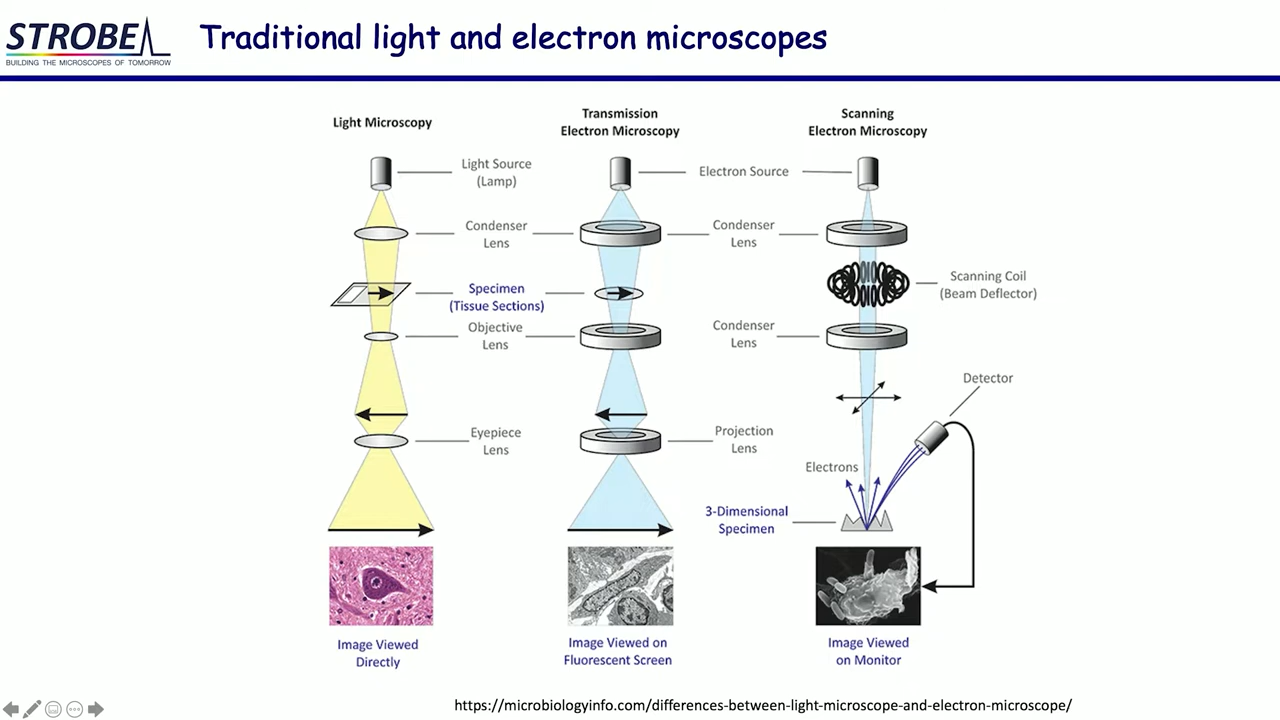 STROBE
BUILDING THE MICROSCOPES OF TOMORROW
Traditional light and electron microscopes
Light Microscopy
Transmission
Electron Microscopy
Scanning
Electron Microscopy
Light Source
(Lamp)
Electron Source
Condenser
Lens
Condenser
Lens
Specimen
(Tissue Sections)
Scanning Coil
(Beam Deflector)
Objective
Lens
Condenser
Lens
Detector
Eyepiece
Lens
Projection
Lens
Electrons
3-Dimensional
Specimen
Image Viewed
Directly
Image Viewed on
Fluorescent Screen
Image Viewed
on Monitor
https://microbiologyinfo.com/differences-between-light-microscope-and-electron-microscope/